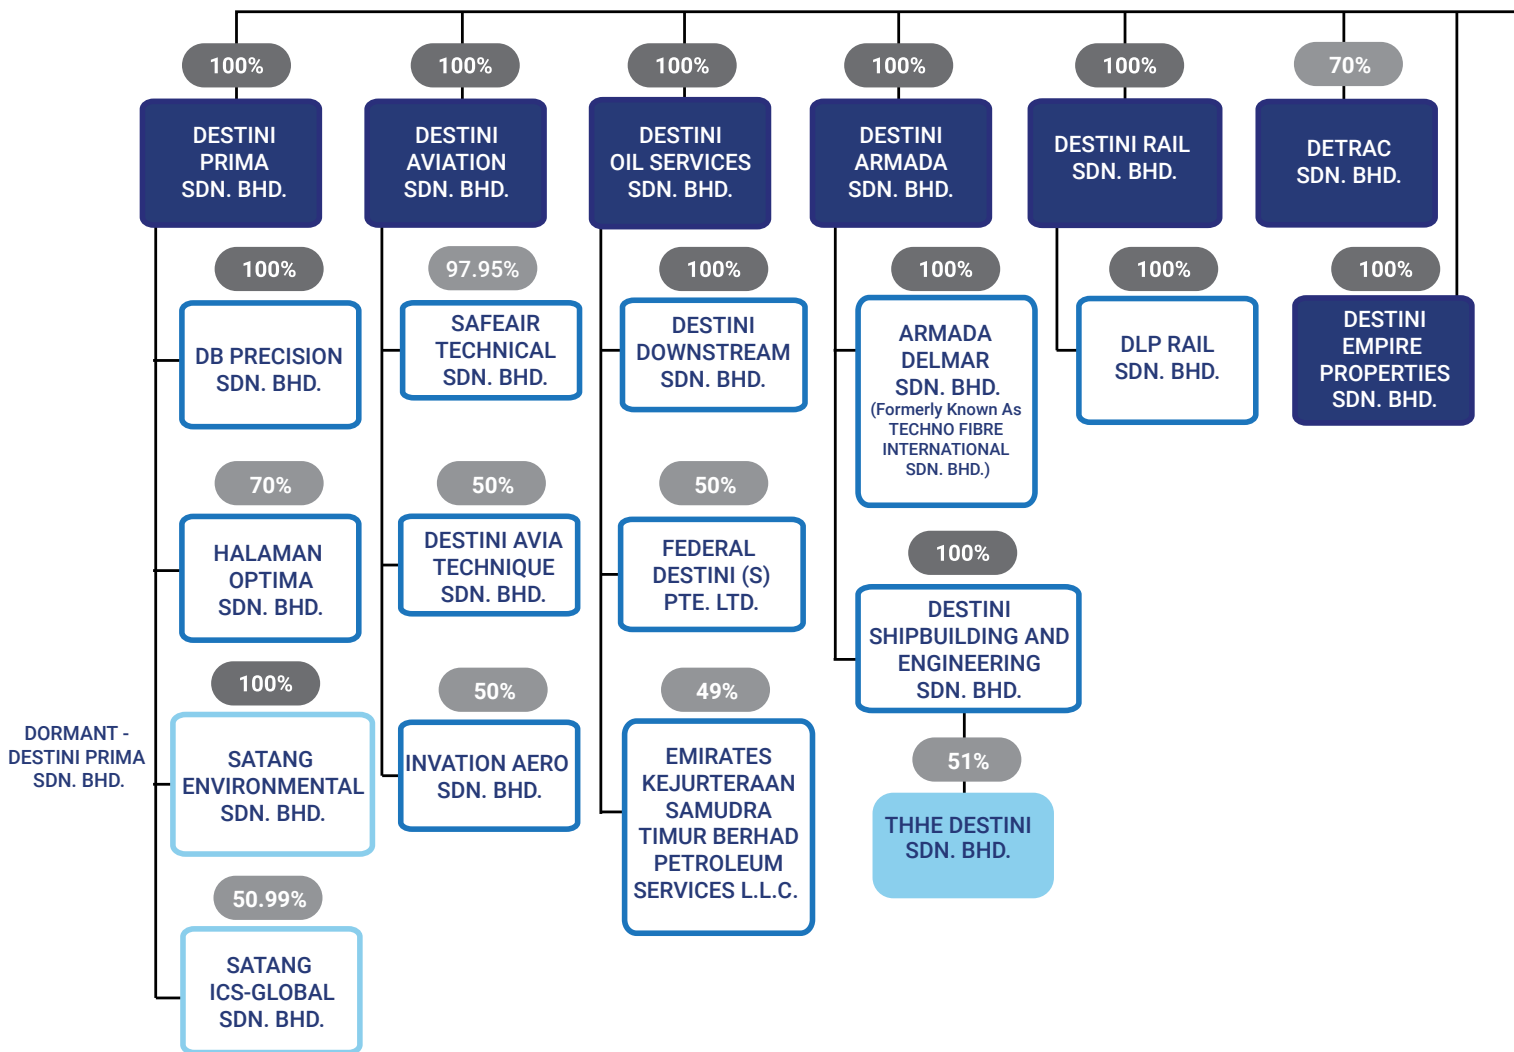 100%
DESTINI
PRIMA
SDN. BHD.
100%
DB PRECISION
SDN. BHD.
70%
HALAMAN
OPTIMA
SDN. BHD.
100%
DORMANT -
DESTINI PRIMA
SDN. BHD.
SATANG
ENVIRONMENTAL
SDN. BHD.
50.99%
SATANG
ICS-GLOBAL
SDN. BHD.
100%
DESTINI
AVIATION
SDN. BHD.
97.95%
SAFEAIR
TECHNICAL
SDN. BHD.
50%
DESTINI AVIA
TECHNIQUE
SDN. BHD.
50%
INVATION AERO
SDN. BHD.
100%
DESTINI
OIL SERVICES
SDN. BHD.
100%
DESTINI
DOWNSTREAM
SDN. BHD.
50%
FEDERAL
DESTINI (S)
PTE. LTD.
49%
EMIRATES
KEJURTERAAN
SAMUDRA
TIMUR BERHAD
PETROLEUM
SERVICES L.L.C.
100%
DESTINI
ARMADA
SDN. BHD.
100%
ARMADA
DELMAR
SDN. BHD.
(Formerly Known As
TECHNO FIBRE
INTERNATIONAL
SDN. BHD.)
100%
DESTINI
SHIPBUILDING AND
ENGINEERING
SDN. BHD.
51%
THHE DESTINI
SDN. BHD.
100%
DESTINI RAIL
SDN. BHD.
100%
DLP RAIL
SDN. BHD.
70%
DETRAC
SDN. BHD.
100%
DESTINI
EMPIRE
PROPERTIES
SDN. BHD.